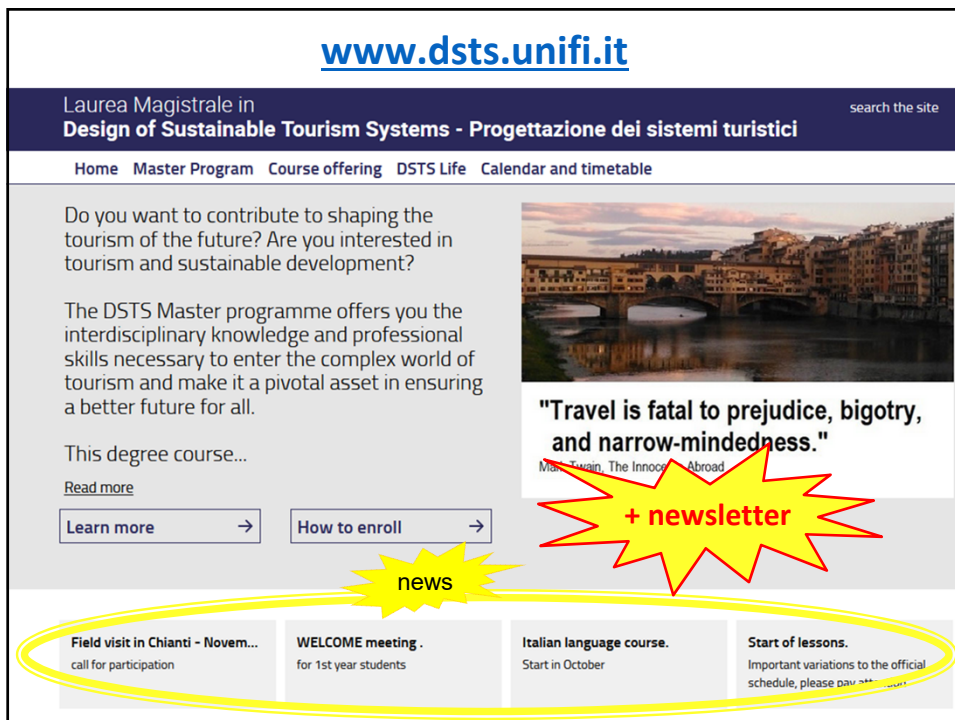 www.dsts.unifi.it
Laurea Magistrale in
search the site
Design of Sustainable Tourism Systems - Progettazione dei sistemi turistici
Home Master Program Course offering DSTS Life Calendar and timetable
Do you want to contribute to shaping the
tourism of the future? Are you interested in
tourism and sustainable development?
The DSTS Master programme offers you the
interdisciplinary knowledge and professional
skills necessary to enter the complex world of
tourism and make it a pivotal asset in ensuring
a better future for all.
This degree course...
Read more
Learn more →
How to enroll →
"Travel is fatal to prejudice, bigotry,
and narrow-mindedness."
Mark Twain, The Innocents Abroad
+ newsletter
news
Field visit in Chianti - Novem...
call for participation
WELCOME meeting .
for 1st year students
Italian language course.
Start in October
Start of lessons.
Important variations to the official
schedule, please pay attention